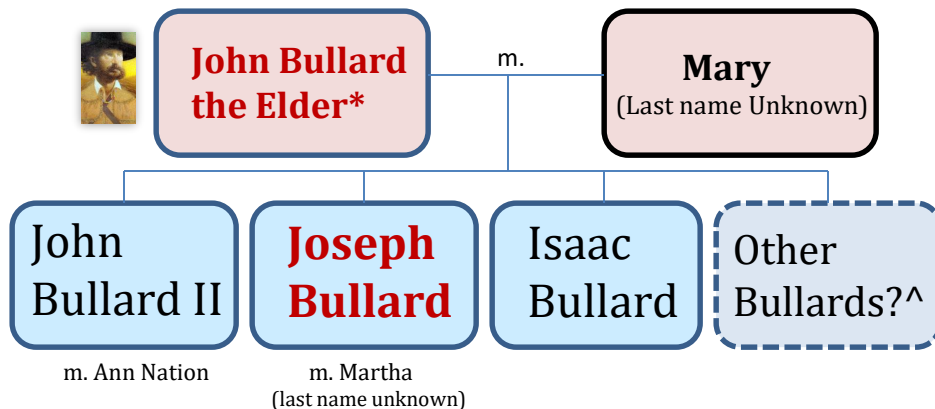 John Bullard
the Elder*
m.
Mary
(Last name Unknown)
John
Bullard II
Joseph
Bullard
Isaac
Bullard
Other
Bullards?^
m. Ann Nation
m. Martha
(last name unknown)